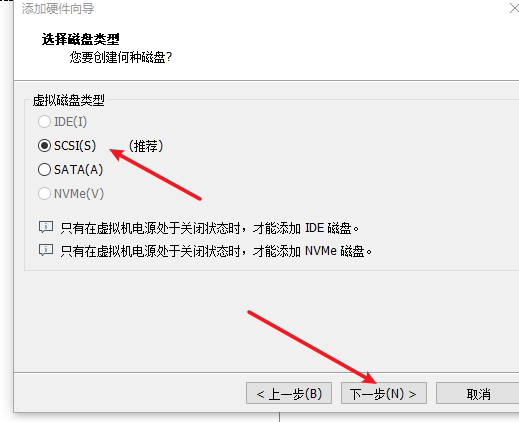 添加硬件向导
选择磁盘类型
您要创建何种磁盘?
虚拟磁盘类型
IDE(I)
SCSI(S) (推荐)
SATA(A)
NVMe(V)
只有在虚拟机电源处于关闭状态时，才能添加 IDE 磁盘。
只有在虚拟机电源处于关闭状态时，才能添加 NVMe 磁盘。
< 上一步(B) 下一步(N) > 取消